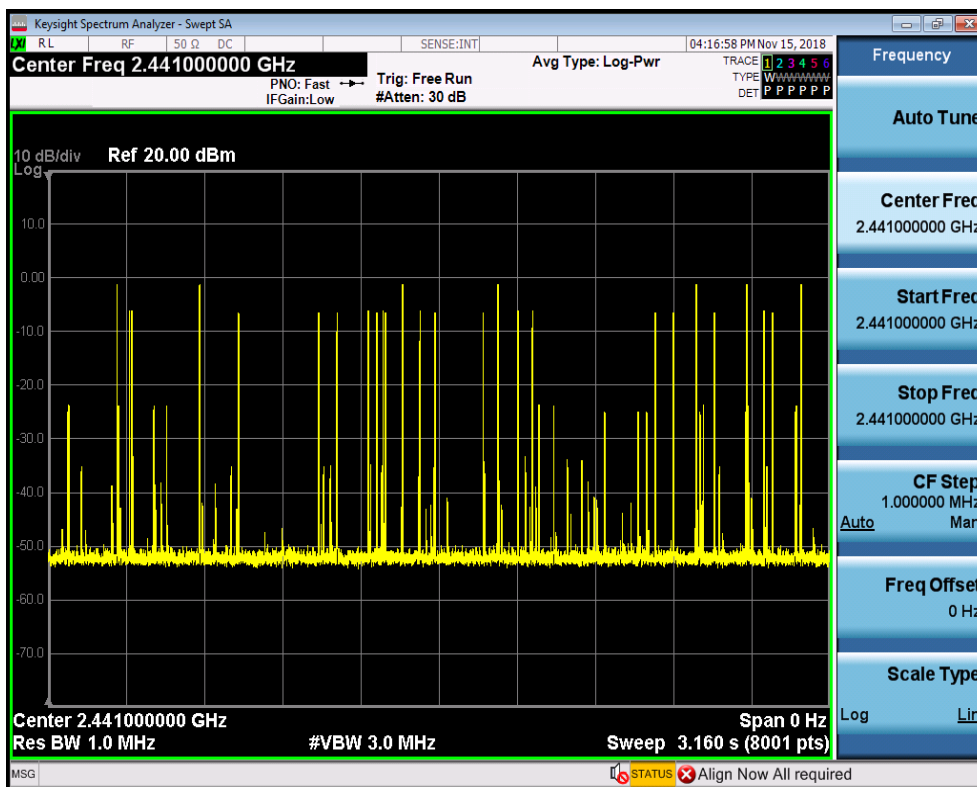 Keysight Spectrum Analyzer - Swept SA
LXI RL RF 50 Ω DC SENSE:INT 04:16:58 PM Nov 15, 2018
Center Freq 2.441000000 GHz
PNO: Fast
IFGain:Low
Trig: Free Run
#Atten: 30 dB
Avg Type: Log-Pwr
TRACE 1 2 3 4 5 6
TYPE WWWWWW
DET P P P P P P
10 dB/div Ref 20.00 dBm
Log
10.0
0.00
-10.0
-20.0
-30.0
-40.0
-50.0
-60.0
-70.0
Center 2.441000000 GHz Span 0 Hz
Res BW 1.0 MHz #VBW 3.0 MHz Sweep 3.160 s (8001 pts)
MSG STATUS Align Now All required
Frequency
Auto Tune
Center Freq
2.441000000 GHz
Start Freq
2.441000000 GHz
Stop Freq
2.441000000 GHz
CF Step
1.000000 MHz
Auto Man
Freq Offset
0 Hz
Scale Type
Log Lin